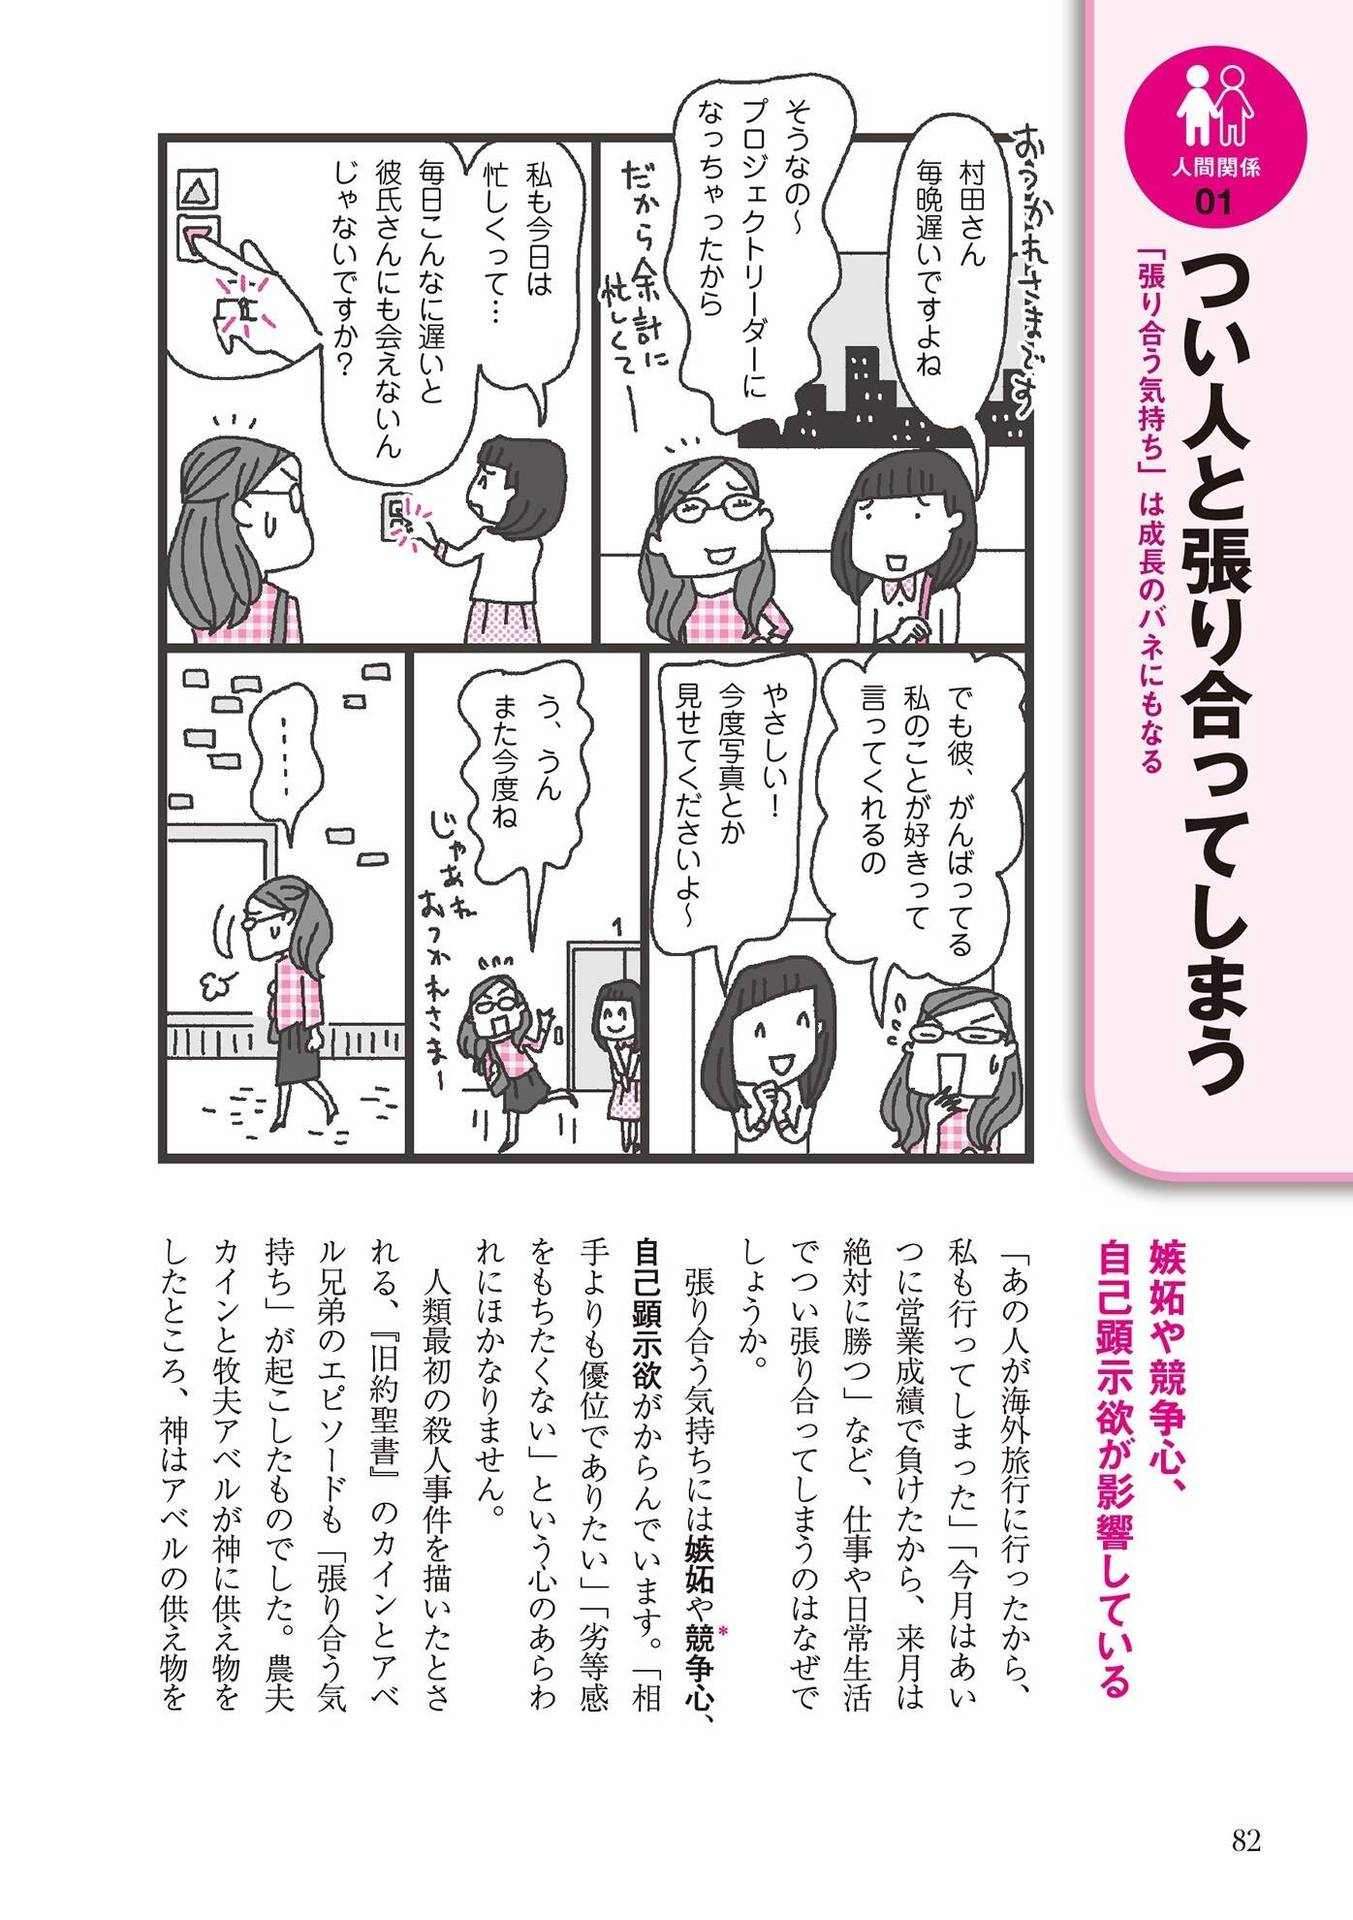 人間関係
01
つい人と張り合ってしまう
「張り合う気持ち」は成長のバネにもなる
おつかれさまです
村田さん
毎晩遅いですよね
そうなの〜
プロジェクトリーダーに
なっちゃったから
だから余計に
忙しくてー
私も今日は
忙しくって…
毎日こんなに遅いと
彼氏さんにも会えないん
じゃないですか?
でも彼、がんばってる
私のことが好きって
言ってくれるの
やさしい!
今度写真とか
見せてくださいよ〜
う、うん
また今度ね
1
じゃあね
おつかれさまー
……
嫉妬や競争心、
自己顕示欲が影響している
「あの人が海外旅行に行ったから、
私も行ってしまった」「今月はあい
つに営業成績で負けたから、来月は
絶対に勝つ」など、仕事や日常生活
でつい張り合ってしまうのはなぜで
しょうか。
張り合う気持ちには嫉妬や競争心*、
自己顕示欲がからんでいます。「相
手よりも優位でありたい」「劣等感
をもちたくない」という心のあらわ
れにほかなりません。
人類最初の殺人事件を描いたとさ
れる、『旧約聖書』のカインとアベ
ル兄弟のエピソードも「張り合う気
持ち」が起こしたものでした。農夫
カインと牧夫アベルが神に供え物を
したところ、神はアベルの供え物を
82